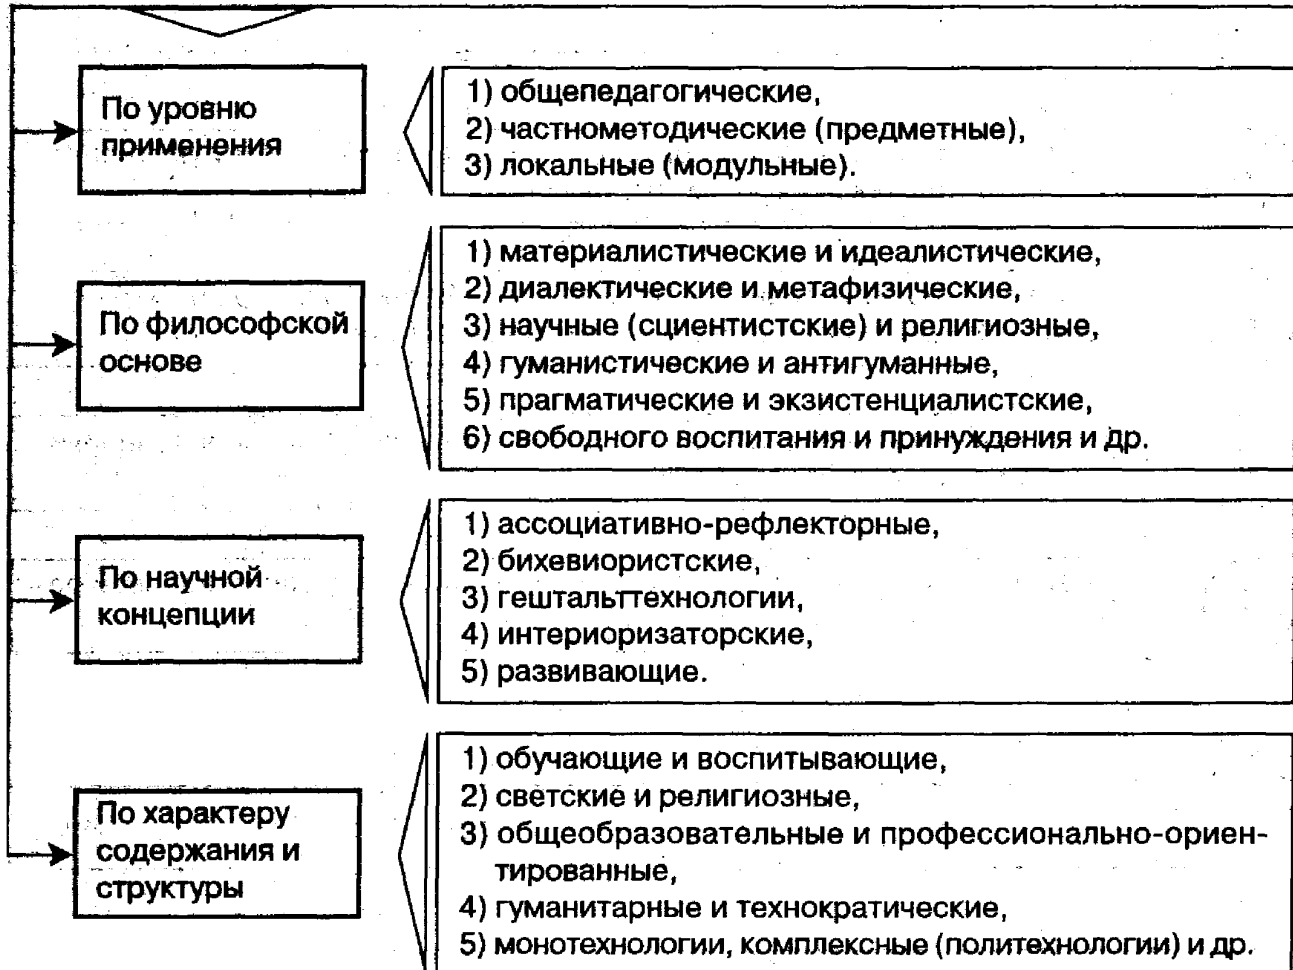 По уровню
применения
1) общепедагогические,
2) частнометодические (предметные),
3) локальные (модульные).
По философской
основе
1) материалистические и идеалистические,
2) диалектические и метафизические,
3) научные (сциентистские) и религиозные,
4) гуманистические и антигуманные,
5) прагматические и экзистенциалистские,
6) свободного воспитания и принуждения и др.
По научной
концепции
1) ассоциативно-рефлекторные,
2) бихевиористские,
3) гештальттехнологии,
4) интериоризаторские,
5) развивающие.
По характеру
содержания и
структуры
1) обучающие и воспитывающие,
2) светские и религиозные,
3) общеобразовательные и профессионально-ориен-
тированные,
4) гуманитарные и технократические,
5) монотехнологии, комплексные (политехнологии) и др.